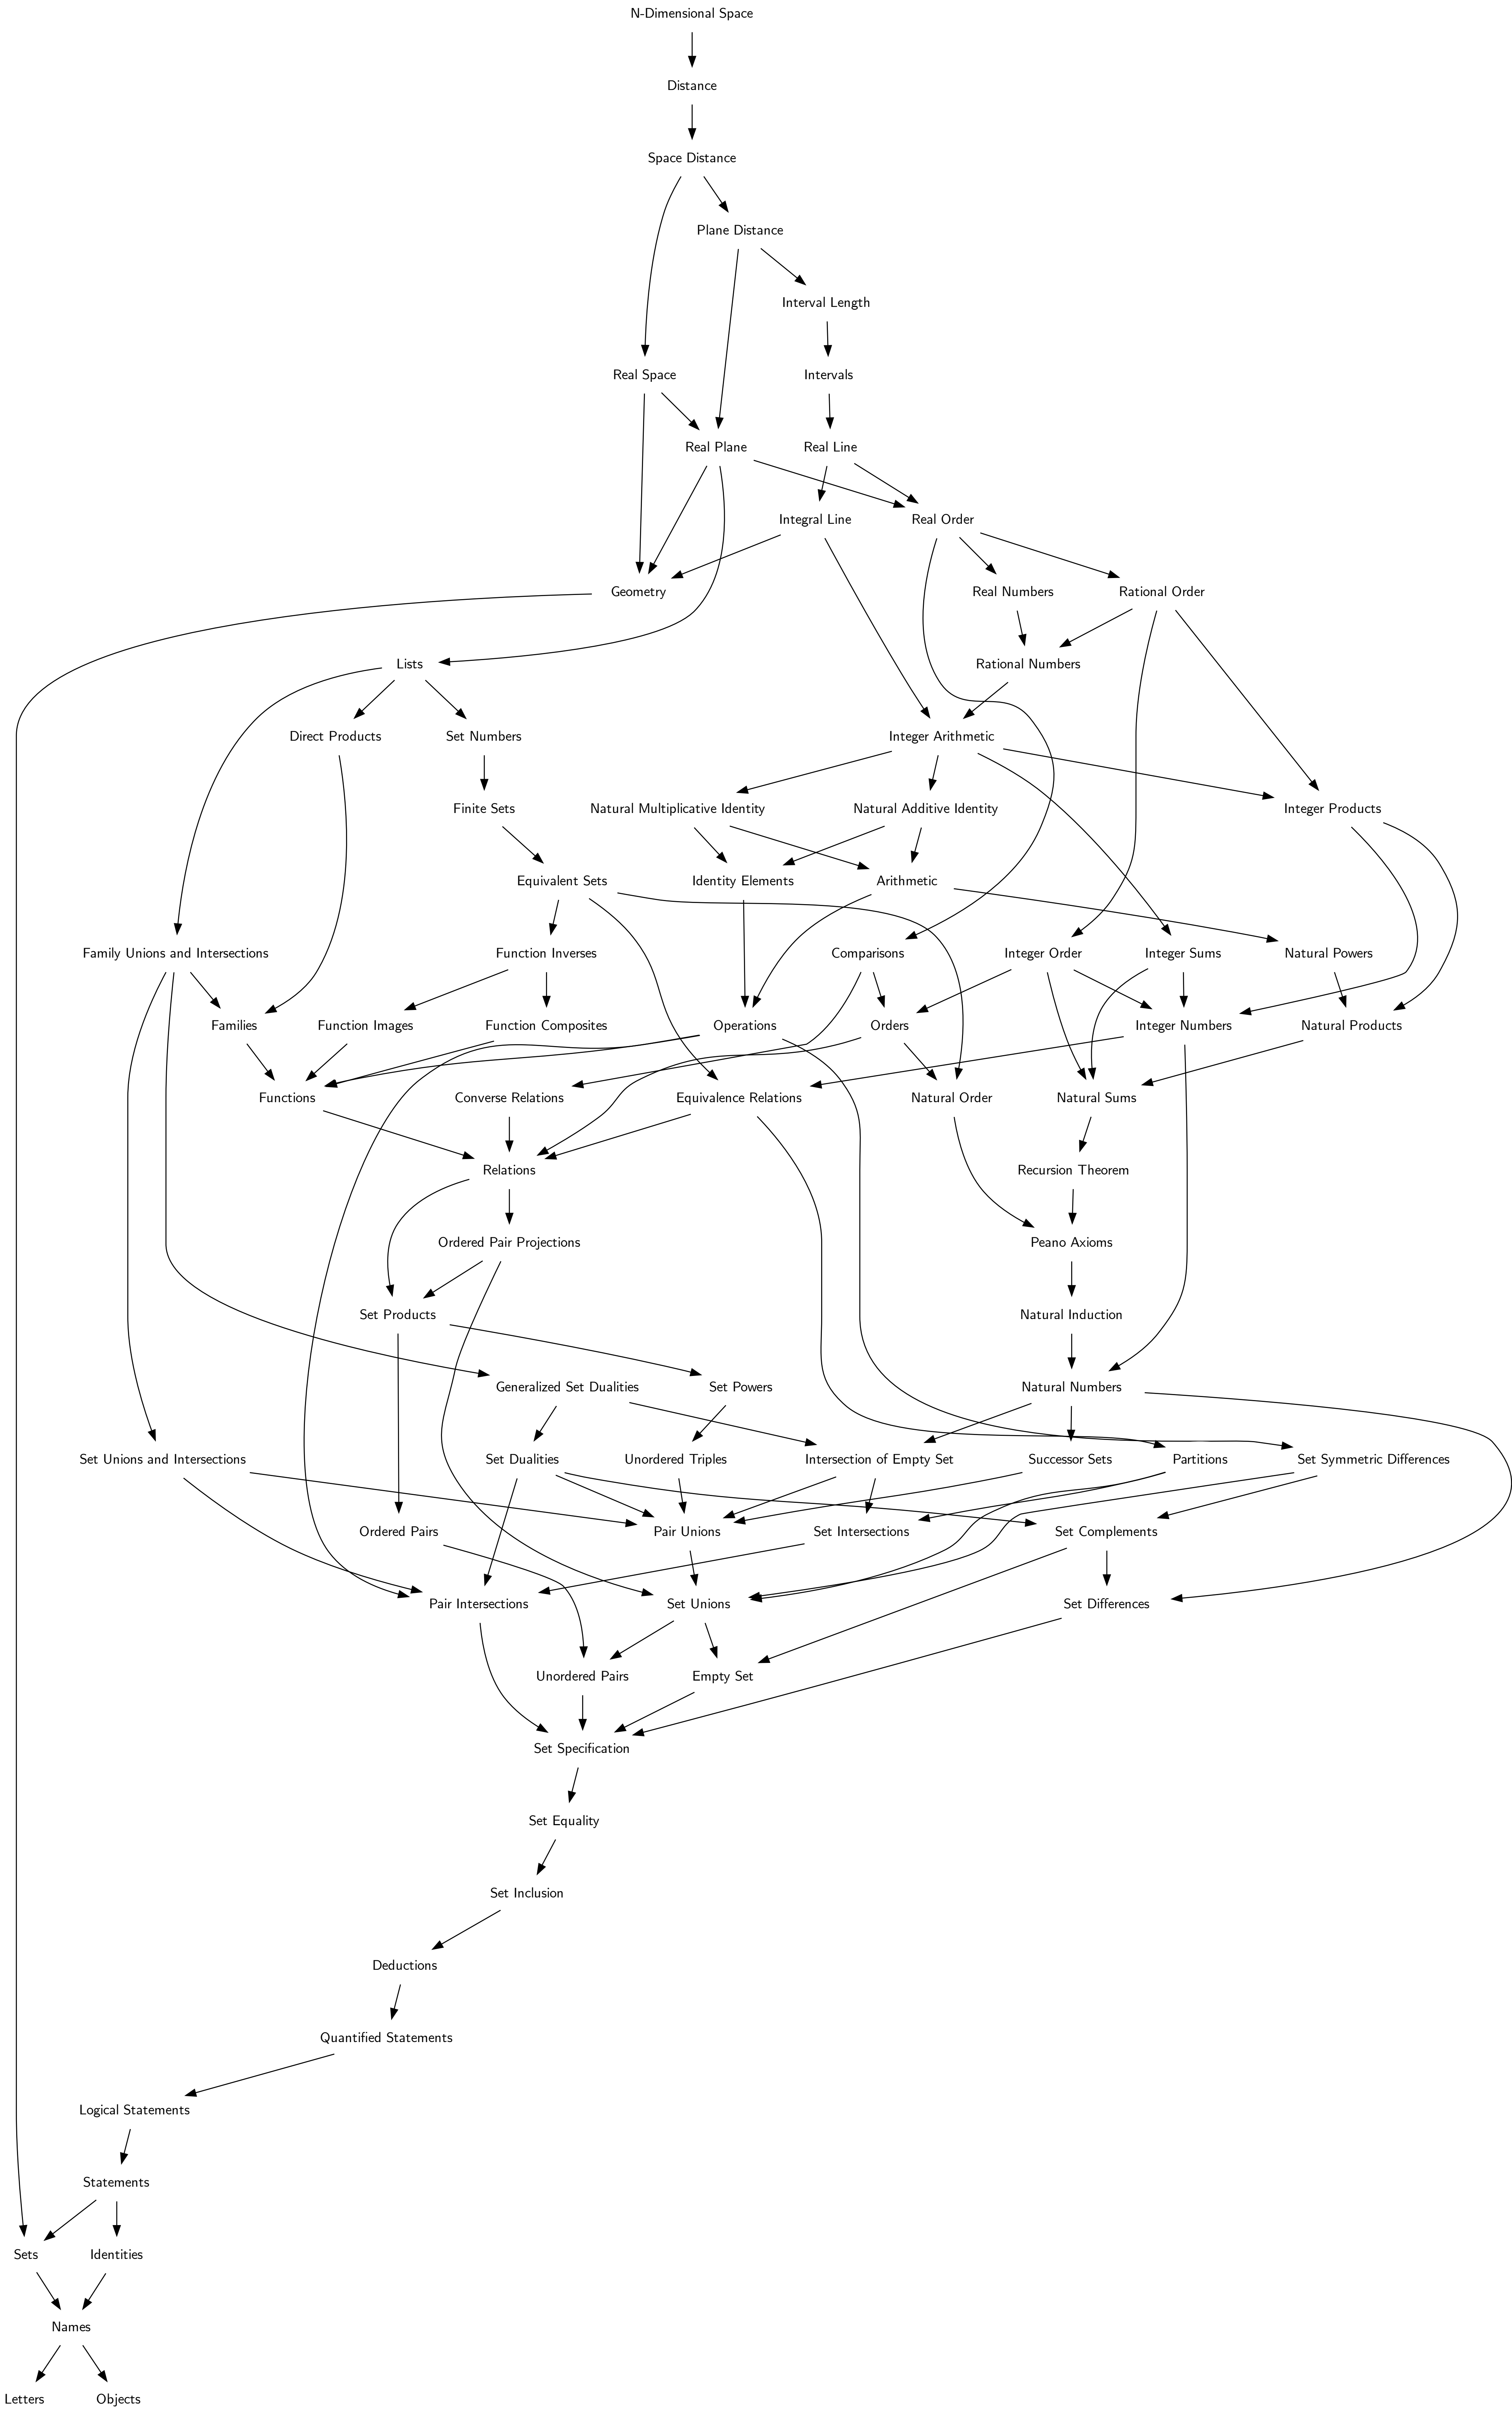 N-Dimensional Space
Distance
Space Distance
Plane Distance
Interval Length
Real Space
Intervals
Real Plane
Real Line
Integral Line
Real Order
Geometry
Real Numbers
Rational Order
Lists
Rational Numbers
Direct Products
Set Numbers
Integer Arithmetic
Finite Sets
Natural Multiplicative Identity
Natural Additive Identity
Integer Products
Equivalent Sets
Identity Elements
Arithmetic
Family Unions and Intersections
Function Inverses
Comparisons
Integer Order
Integer Sums
Natural Powers
Families
Function Images
Function Composites
Operations
Orders
Integer Numbers
Natural Products
Functions
Converse Relations
Equivalence Relations
Natural Order
Natural Sums
Relations
Recursion Theorem
Ordered Pair Projections
Peano Axioms
Set Products
Natural Induction
Generalized Set Dualities
Set Powers
Natural Numbers
Set Unions and Intersections
Set Dualities
Unordered Triples
Intersection of Empty Set
Successor Sets
Partitions
Set Symmetric Differences
Ordered Pairs
Pair Unions
Set Intersections
Set Complements
Pair Intersections
Set Unions
Set Differences
Unordered Pairs
Empty Set
Set Specification
Set Equality
Set Inclusion
Deductions
Quantified Statements
Logical Statements
Statements
Sets
Identities
Names
Letters
Objects